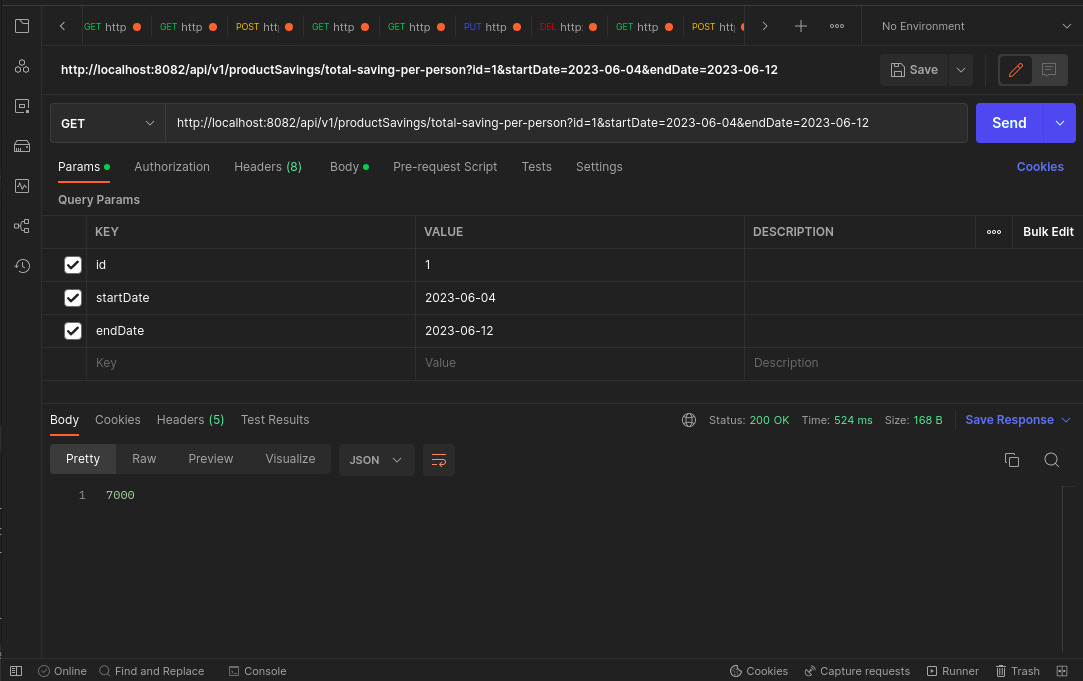 GET http GET http POST htt GET http GET http PUT http DEL http: GET http POST htt No Environment
http://localhost:8082/api/v1/productSavings/total-saving-per-person?id=1&startDate=2023-06-04&endDate=2023-06-12 Save
GET http://localhost:8082/api/v1/productSavings/total-saving-per-person?id=1&startDate=2023-06-04&endDate=2023-06-12 Send
Params Authorization Headers (8) Body Pre-request Script Tests Settings Cookies
Query Params
KEY VALUE DESCRIPTION Bulk Edit
id 1
startDate 2023-06-04
endDate 2023-06-12
Key Value Description
Body Cookies Headers (5) Test Results Status: 200 OK Time: 524 ms Size: 168 B Save Response
Pretty Raw Preview Visualize JSON
1 7000
Online Find and Replace Console Cookies Capture requests Runner Trash